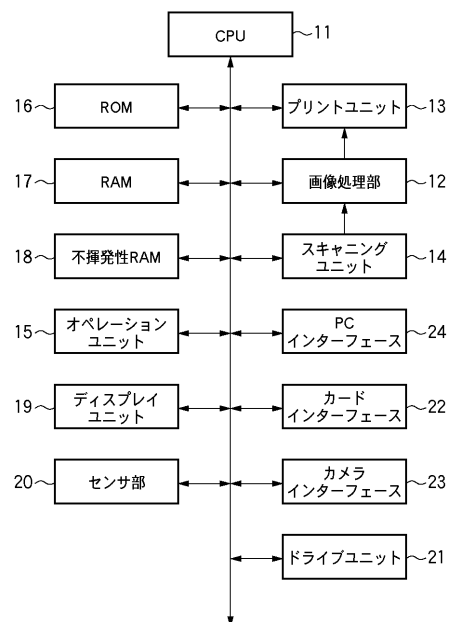 CPU
11
16
ROM
プリントユニット
13
17
RAM
画像処理部
12
18
不揮発性RAM
スキャニング
ユニット
14
15
オペレーション
ユニット
PC
インターフェース
24
19
ディスプレイ
ユニット
カード
インターフェース
22
20
センサ部
カメラ
インターフェース
23
ドライブユニット
21